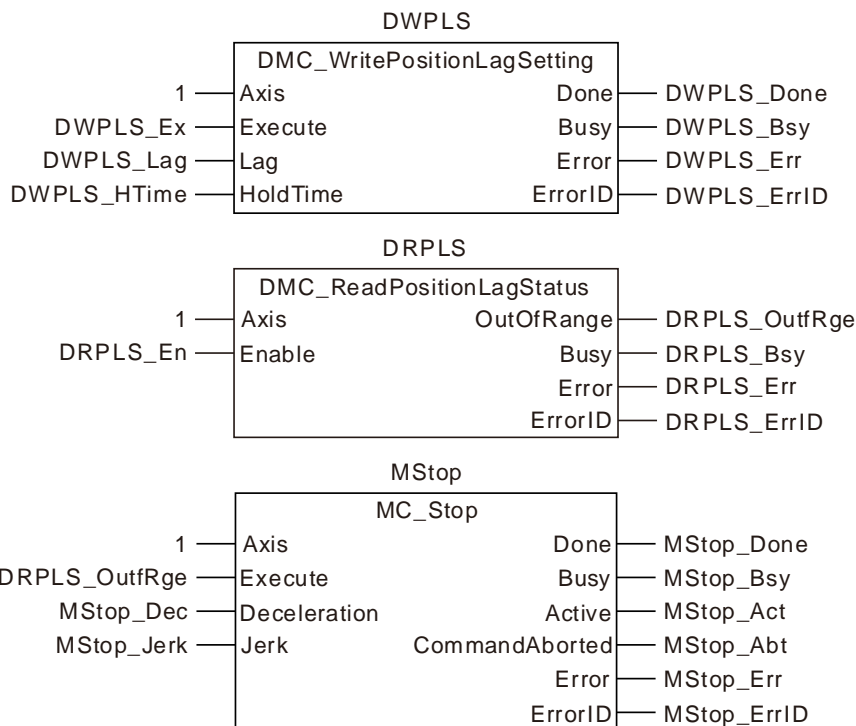 DWPLS
DMC_WritePositionLagSetting
1 Axis Done DWPLS_Done
DWPLS_Ex Execute Busy DWPLS_Bsy
DWPLS_Lag Lag Error DWPLS_Err
DWPLS_HTime HoldTime ErrorID DWPLS_ErrID
DRPLS
DMC_ReadPositionLagStatus
1 Axis OutOfRange DRPLS_OutfRge
DRPLS_En Enable Busy DRPLS_Bsy
Error DRPLS_Err
ErrorID DRPLS_ErrID
MStop
MC_Stop
1 Axis Done MStop_Done
DRPLS_OutfRge Execute Busy MStop_Bsy
MStop_Dec Deceleration Active MStop_Act
MStop_Jerk Jerk CommandAborted MStop_Abt
Error MStop_Err
ErrorID MStop_ErrID